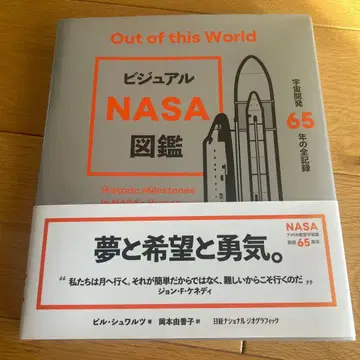 Out of this World
ビジュアル
NASA
図鑑
宇宙開発65年の全記録
Historic Milestones
夢と希望と勇気。
NASA
アメリカ航空宇宙局
創設65周年
“私たちは月へ行く。それが簡単だからではなく、難しいからこそ行くのだ„
ジョン・F・ケネディ
ビル・シュワルツ 著 岡本由香子 訳 日経ナショナル ジオグラフィック